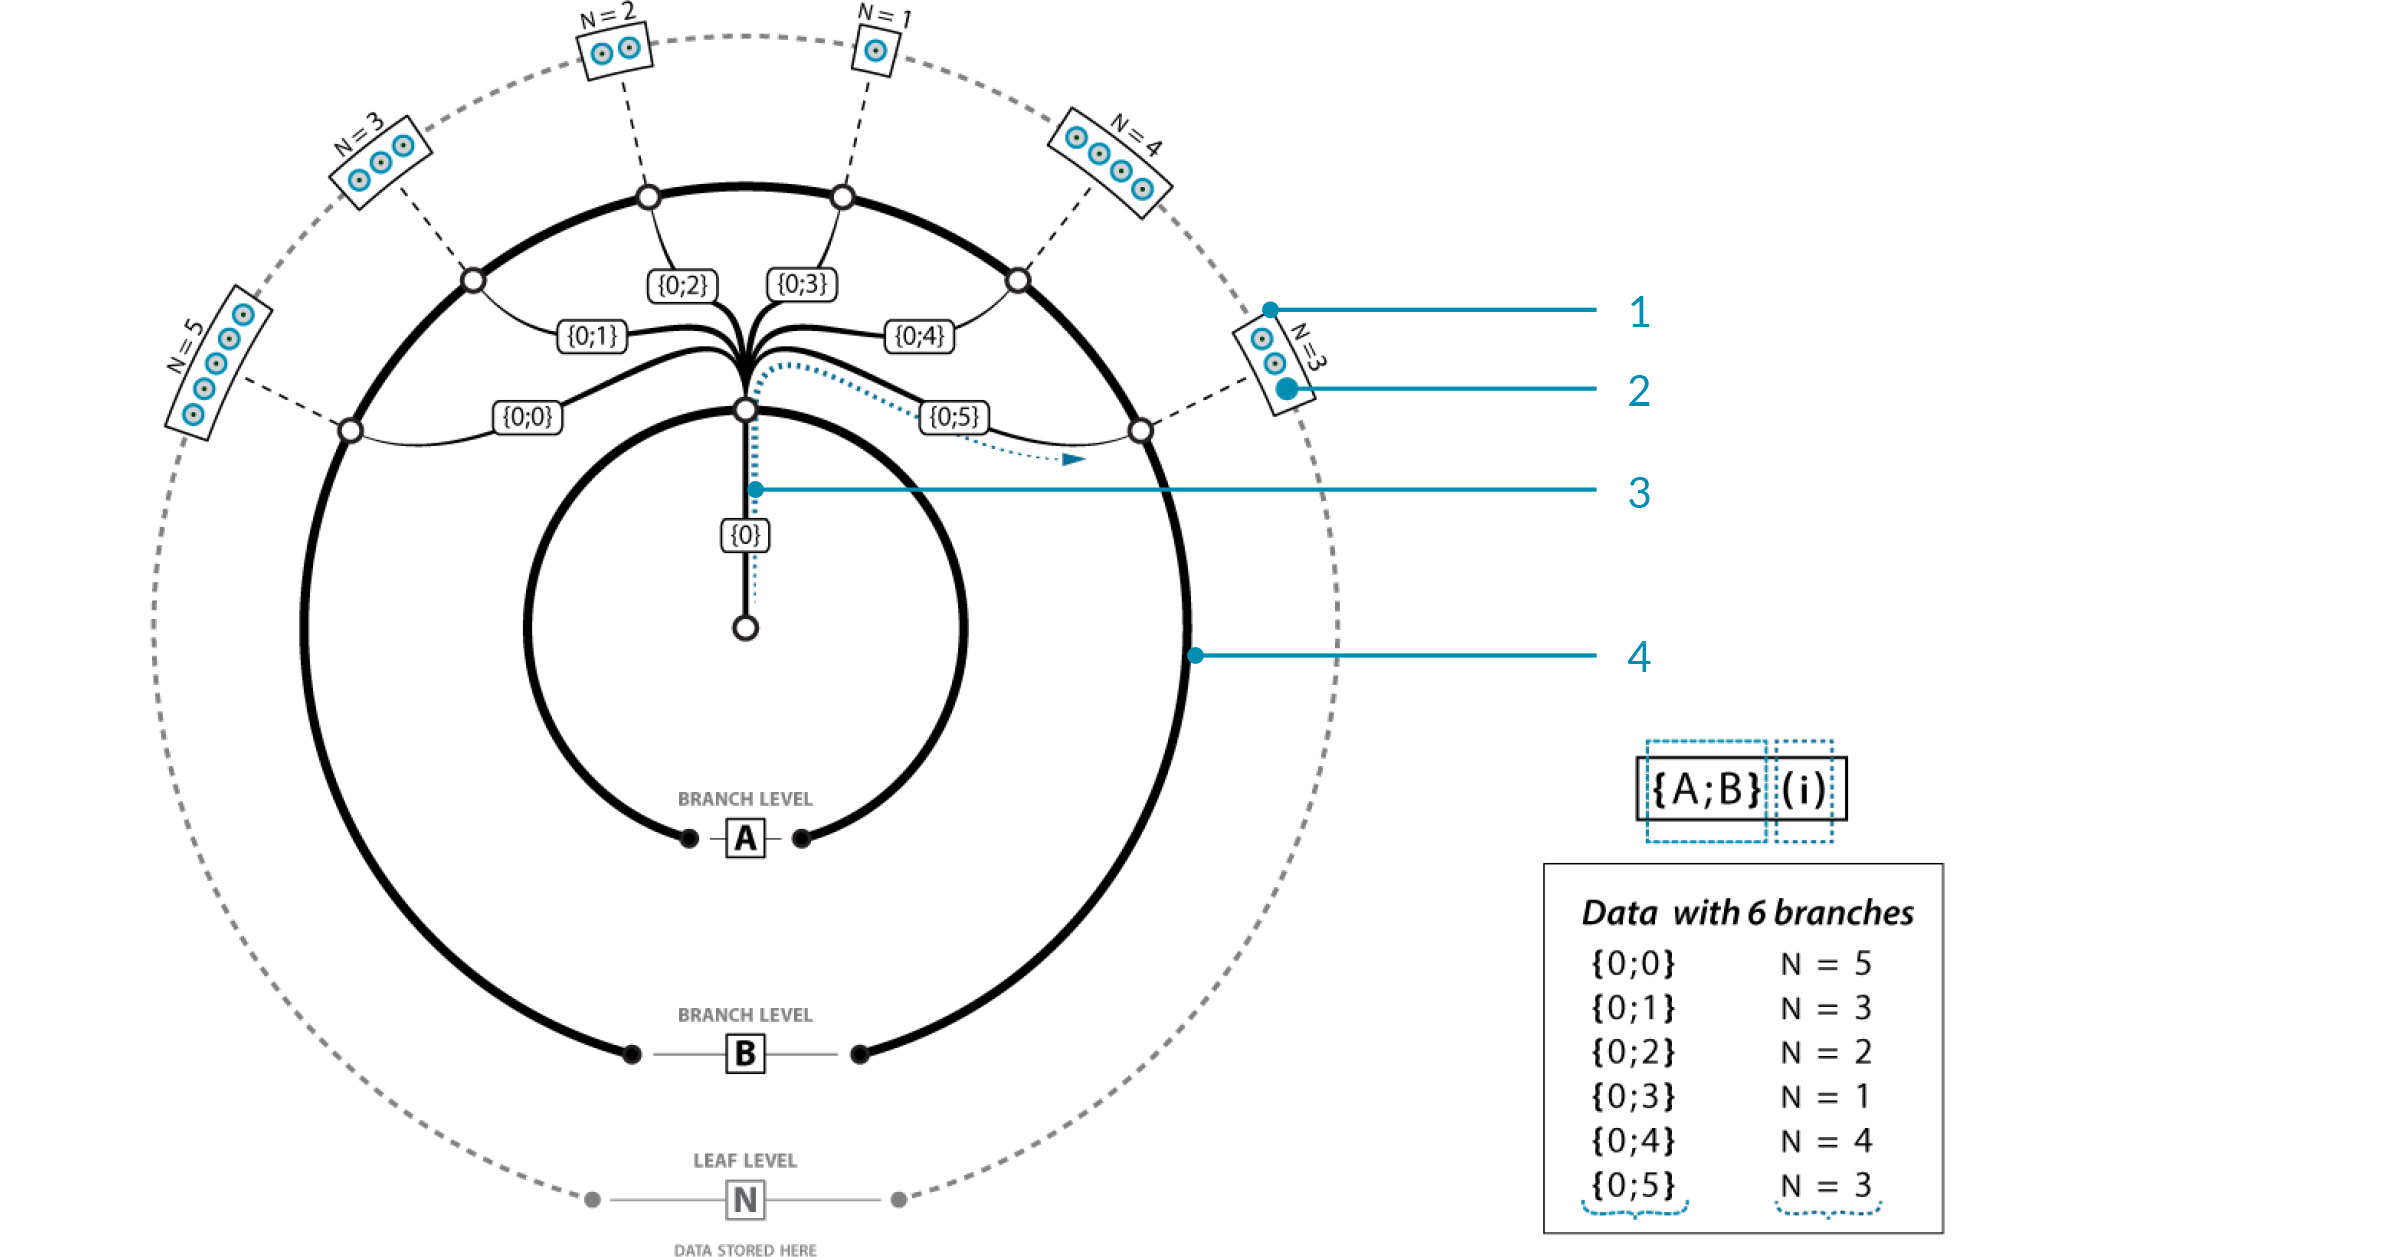 N = 2
N = 1
N = 3
N = 4
N = 5
N =3
{0;2}
{0;3}
{0;1}
{0;4}
{0;0}
{0;5}
{0}
1
2
3
4
BRANCH LEVEL
A
BRANCH LEVEL
B
LEAF LEVEL
N
DATA STORED HERE
{A;B} (i)
Data with 6 branches
{0;0} N = 5
{0;1} N = 3
{0;2} N = 2
{0;3} N = 1
{0;4} N = 4
{0;5} N = 3